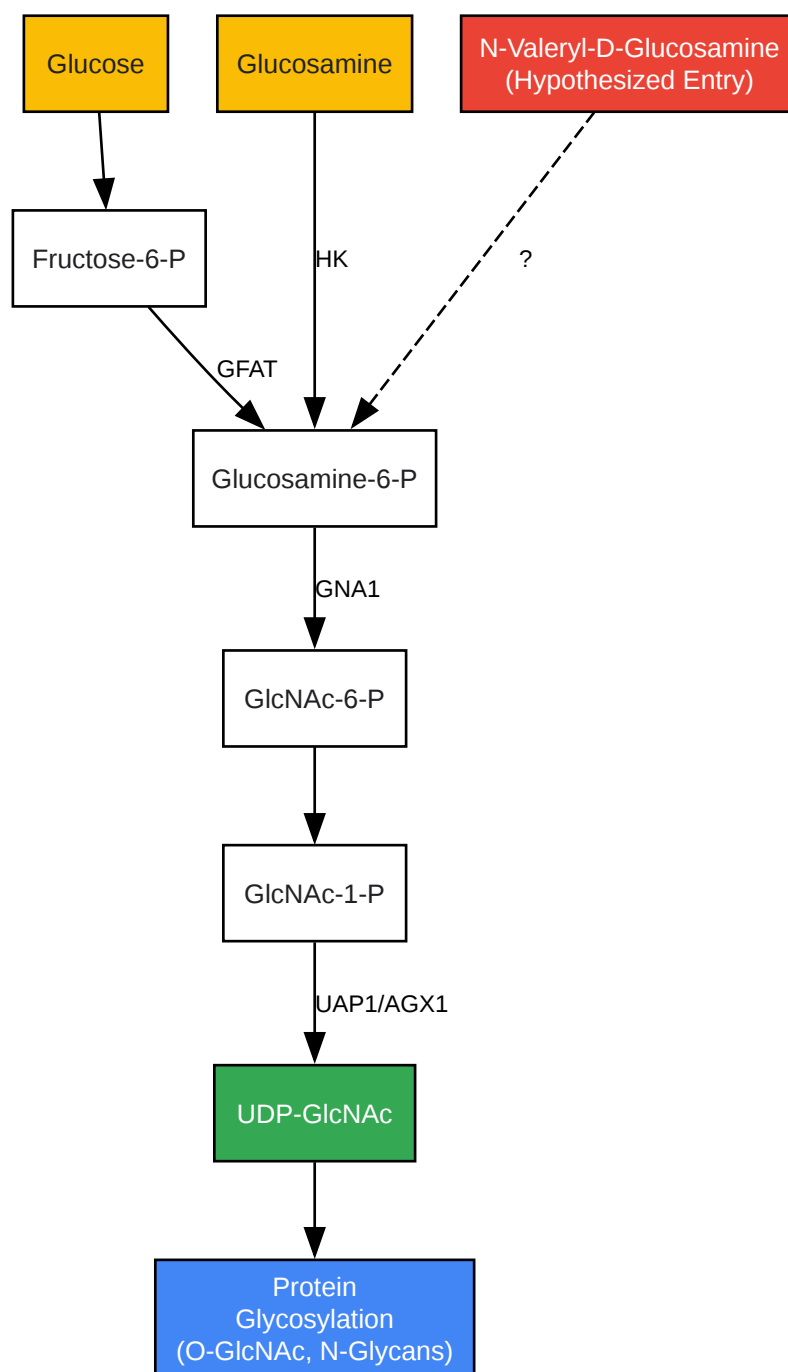 Glucose
Glucosamine
N-Valeryl-D-Glucosamine
(Hypothesized Entry)
Fructose-6-P
HK
?
GFAT
Glucosamine-6-P
GNA1
GlcNAc-6-P
GlcNAc-1-P
UAP1/AGX1
UDP-GlcNAc
Protein
Glycosylation
(O-GlcNAc, N-Glycans)